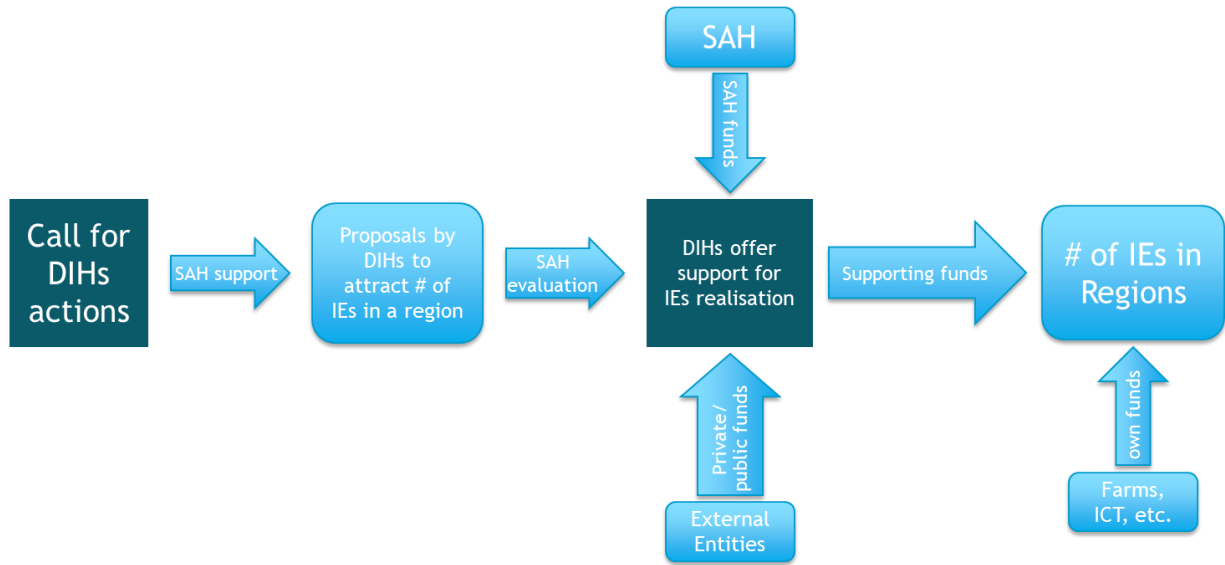 SAH
SAH funds
Call for
DIHs
actions
SAH support
Proposals by
DIHs to
attract # of
IEs in a region
SAH
evaluation
DIHs offer
support for
IEs realisation
Supporting funds
# of IEs in
Regions
Private/
public funds
own funds
External
Entities
Farms,
ICT, etc.